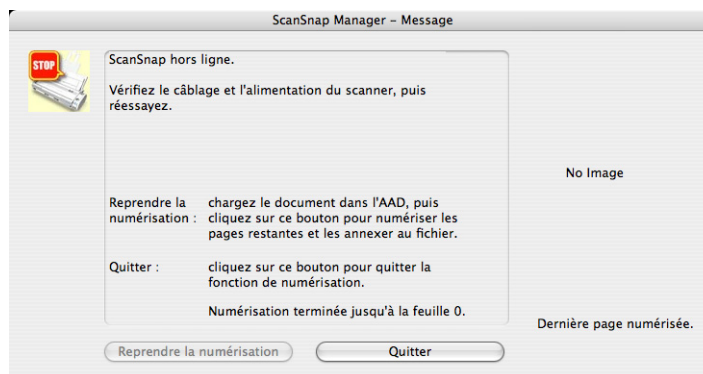 ScanSnap Manager – Message
STOP
ScanSnap hors ligne.
Vérifiez le câblage et l'alimentation du scanner, puis
réessayez.
No Image
Reprendre la chargez le document dans l'AAD, puis
numérisation : cliquez sur ce bouton pour numériser les
pages restantes et les annexer au fichier.
Quitter : cliquez sur ce bouton pour quitter la
fonction de numérisation.
Numérisation terminée jusqu'à la feuille 0.
Dernière page numérisée.
Reprendre la numérisation Quitter